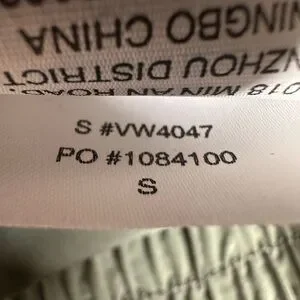 NINGBO CHINA
NZHOU DISTRICT,
018 MIN AN ROAD,
S #VW4047
PO #1084100
S